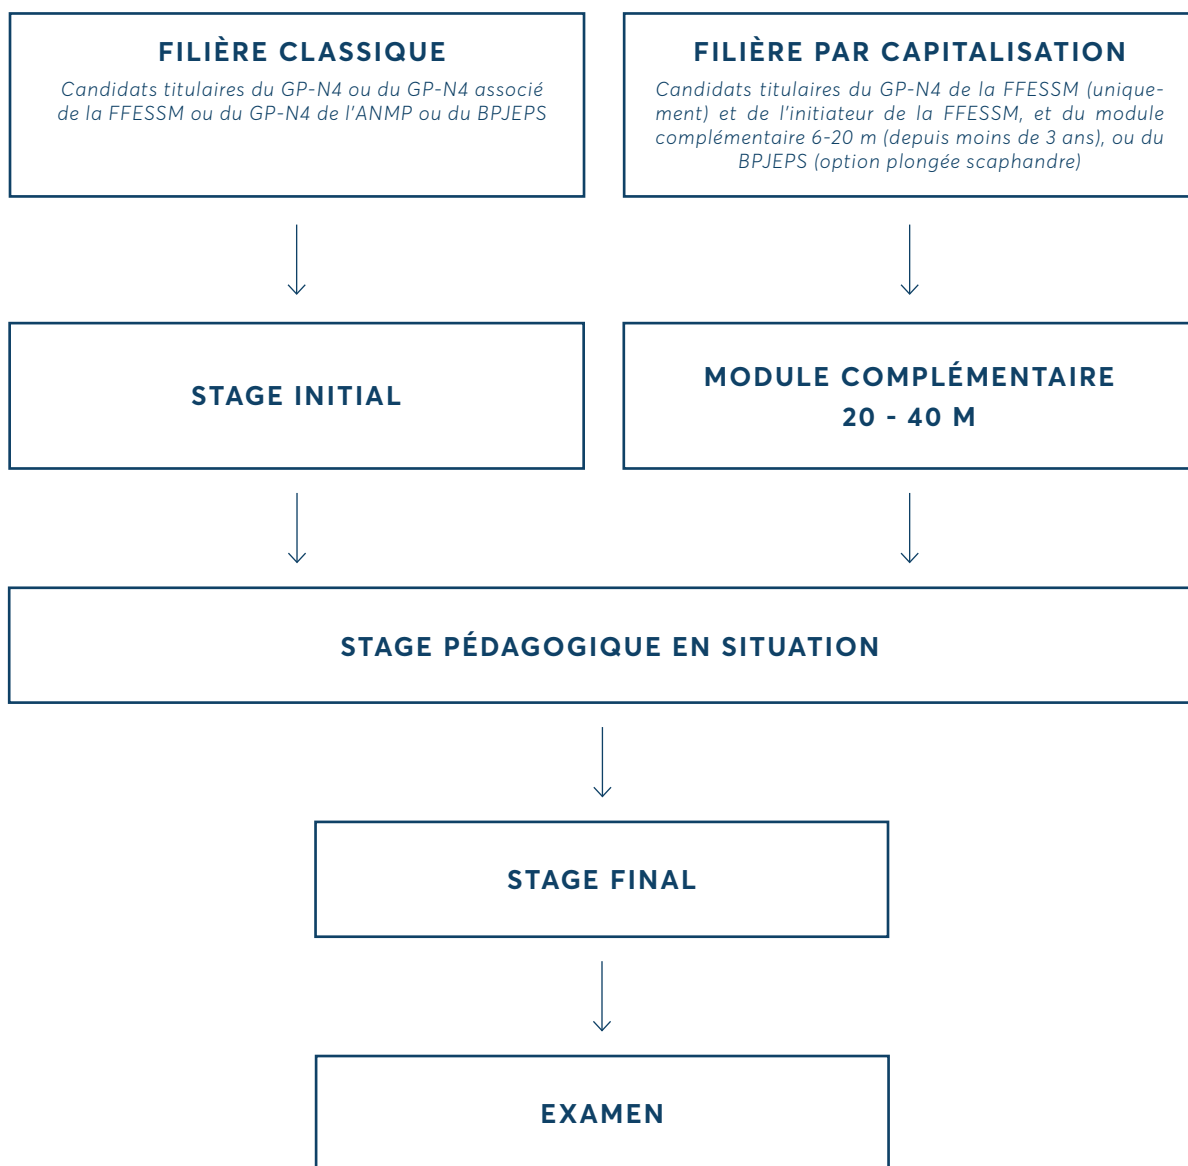 FILIÈRE CLASSIQUE
Candidats titulaires du GP-N4 ou du GP-N4 associé
de la FFESSM ou du GP-N4 de l'ANMP ou du BPJEPS
FILIÈRE PAR CAPITALISATION
Candidats titulaires du GP-N4 de la FFESSM (unique-
ment) et de l'initiateur de la FFESSM, et du module
complémentaire 6-20 m (depuis moins de 3 ans), ou du
BPJEPS (option plongée scaphandre)
STAGE INITIAL
MODULE COMPLÉMENTAIRE
20 - 40 M
STAGE PÉDAGOGIQUE EN SITUATION
STAGE FINAL
EXAMEN